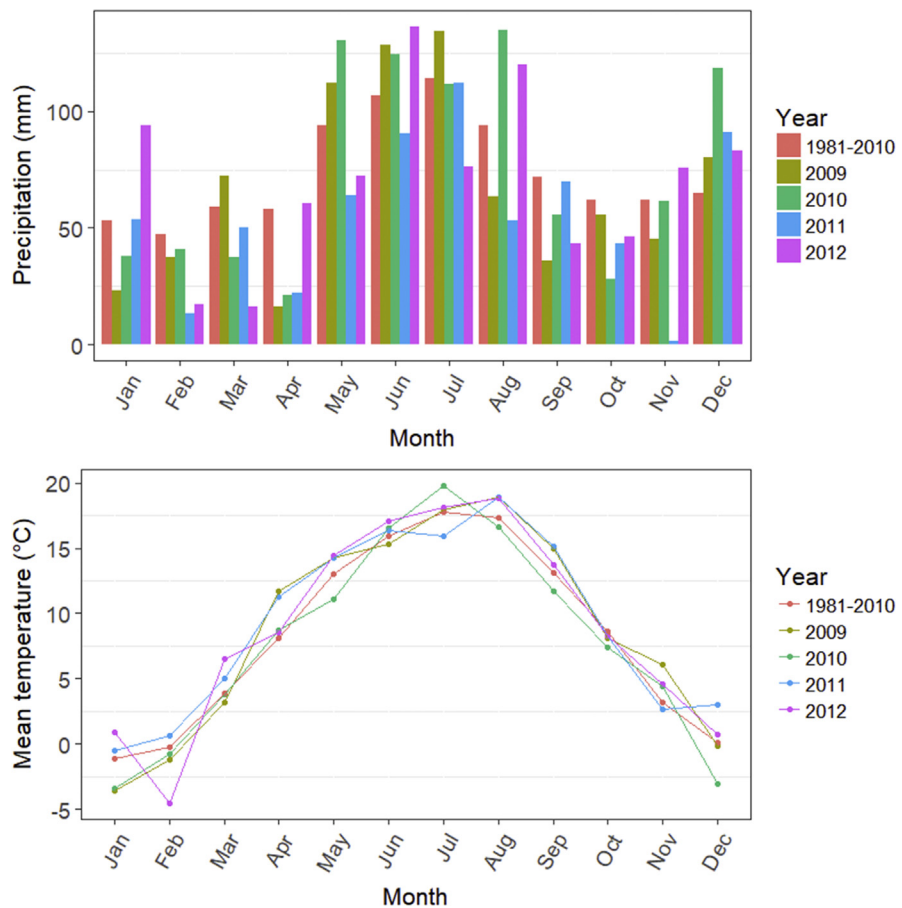 Precipitation (mm)
100
50
0
Jan Feb Mar Apr May Jun Jul Aug Sep Oct Nov Dec
Month
Year
1981-2010
2009
2010
2011
2012
Mean temperature (°C)
20
15
10
5
0
-5
Jan Feb Mar Apr May Jun Jul Aug Sep Oct Nov Dec
Month
Year
1981-2010
2009
2010
2011
2012